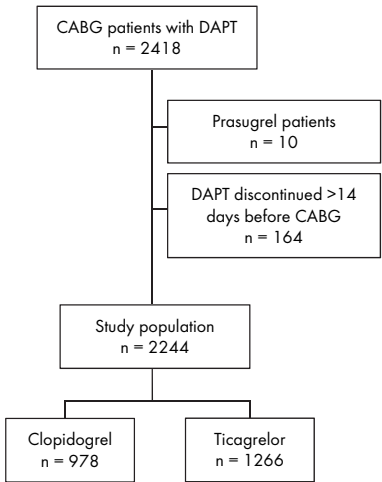 CABG patients with DAPT
n = 2418
Prasugrel patients
n = 10
DAPT discontinued >14
days before CABG
n = 164
Study population
n = 2244
Clopidogrel
n = 978
Ticagrelor
n = 1266